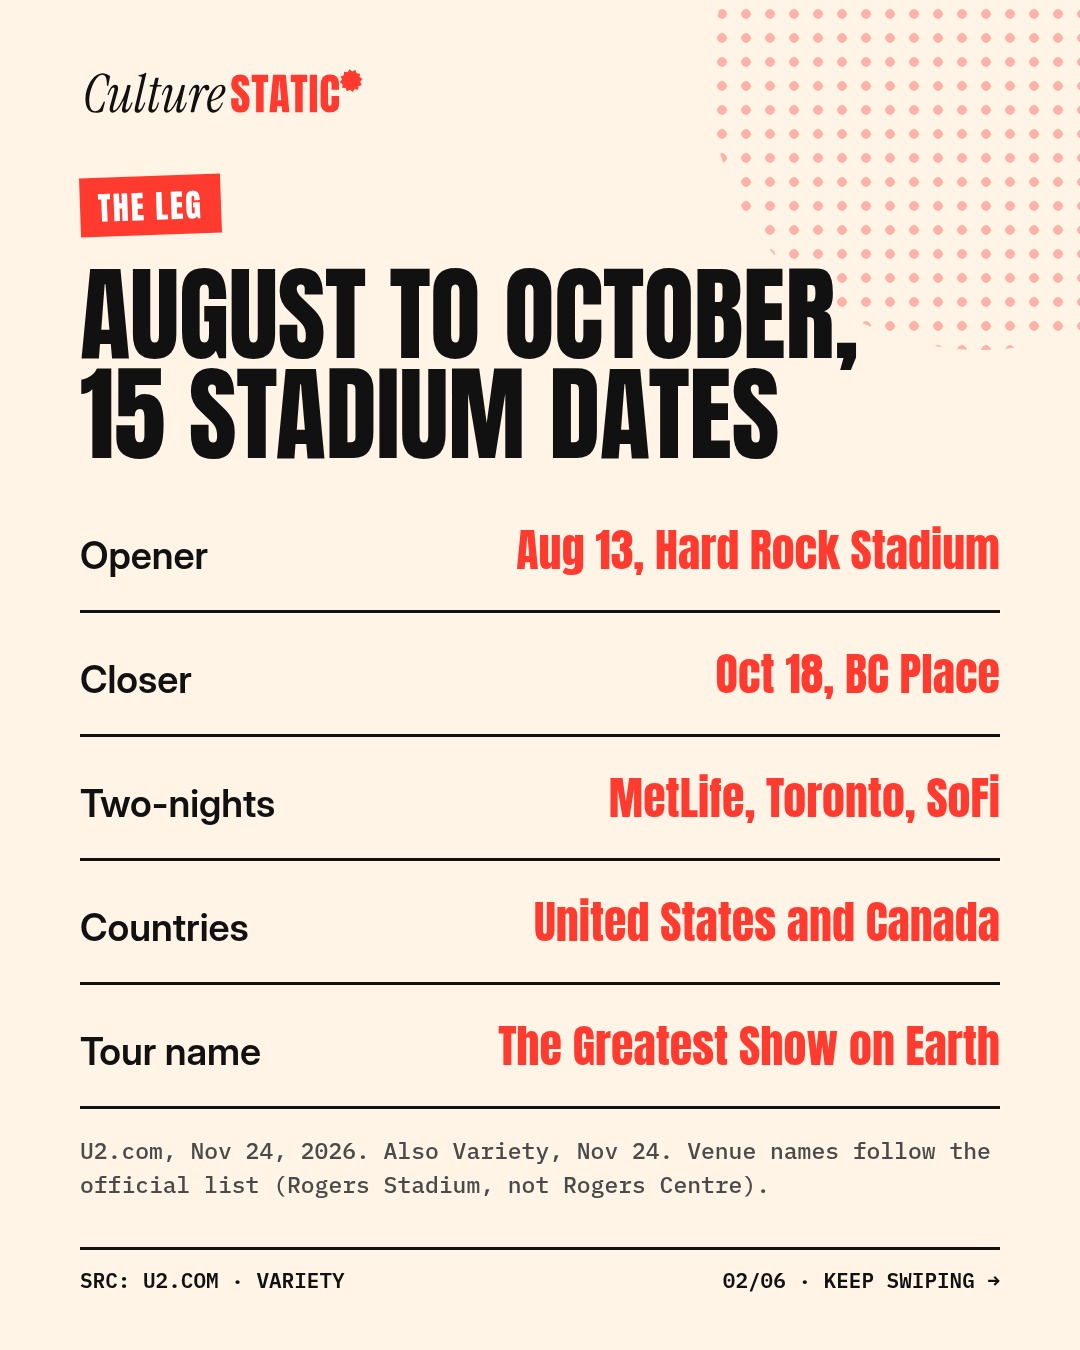 Culture STATIC
THE LEG
AUGUST TO OCTOBER,
15 STADIUM DATES
Opener Aug 13, Hard Rock Stadium
Closer Oct 18, BC Place
Two-nights MetLife, Toronto, SoFi
Countries United States and Canada
Tour name The Greatest Show on Earth
U2.com, Nov 24, 2026. Also Variety, Nov 24. Venue names follow the
official list (Rogers Stadium, not Rogers Centre).
SRC: U2.COM · VARIETY 02/06 · KEEP SWIPING →